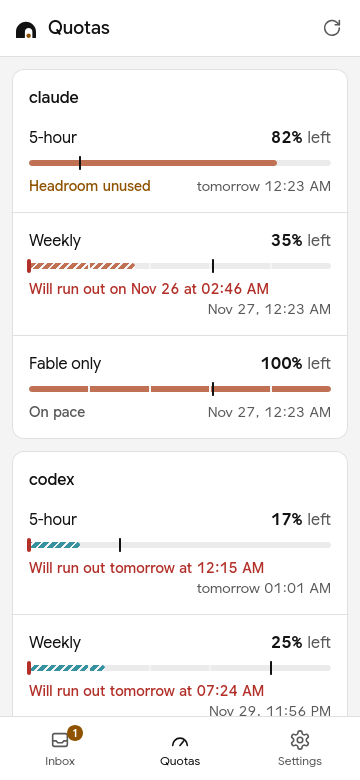 Quotas
claude
5-hour 82% left
Headroom unused tomorrow 12:23 AM
Weekly 35% left
Will run out on Nov 26 at 02:46 AM
Nov 27, 12:23 AM
Fable only 100% left
On pace Nov 27, 12:23 AM
codex
5-hour 17% left
Will run out tomorrow at 12:15 AM
tomorrow 01:01 AM
Weekly 25% left
Will run out tomorrow at 07:24 AM
Nov 29, 11:56 PM
1
Inbox Quotas Settings